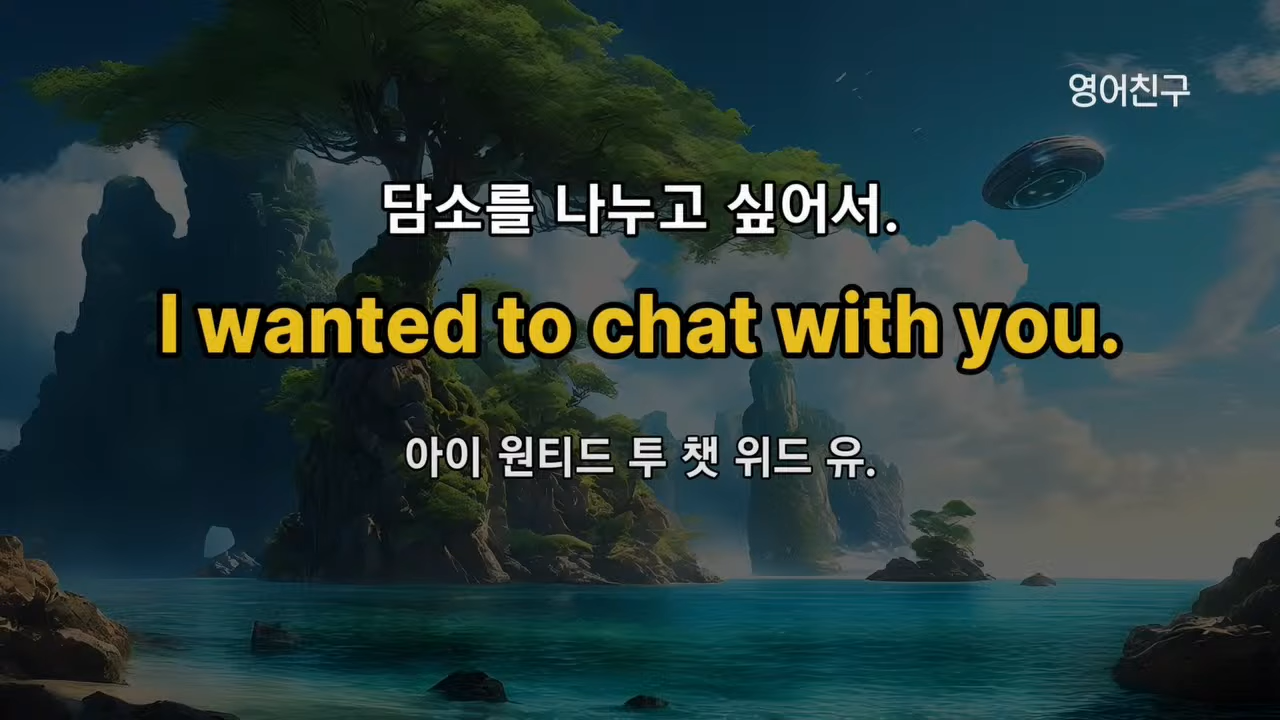 영어친구
담소를 나누고 싶어서.
I wanted to chat with you.
아이 원티드 투 챗 위드 유.